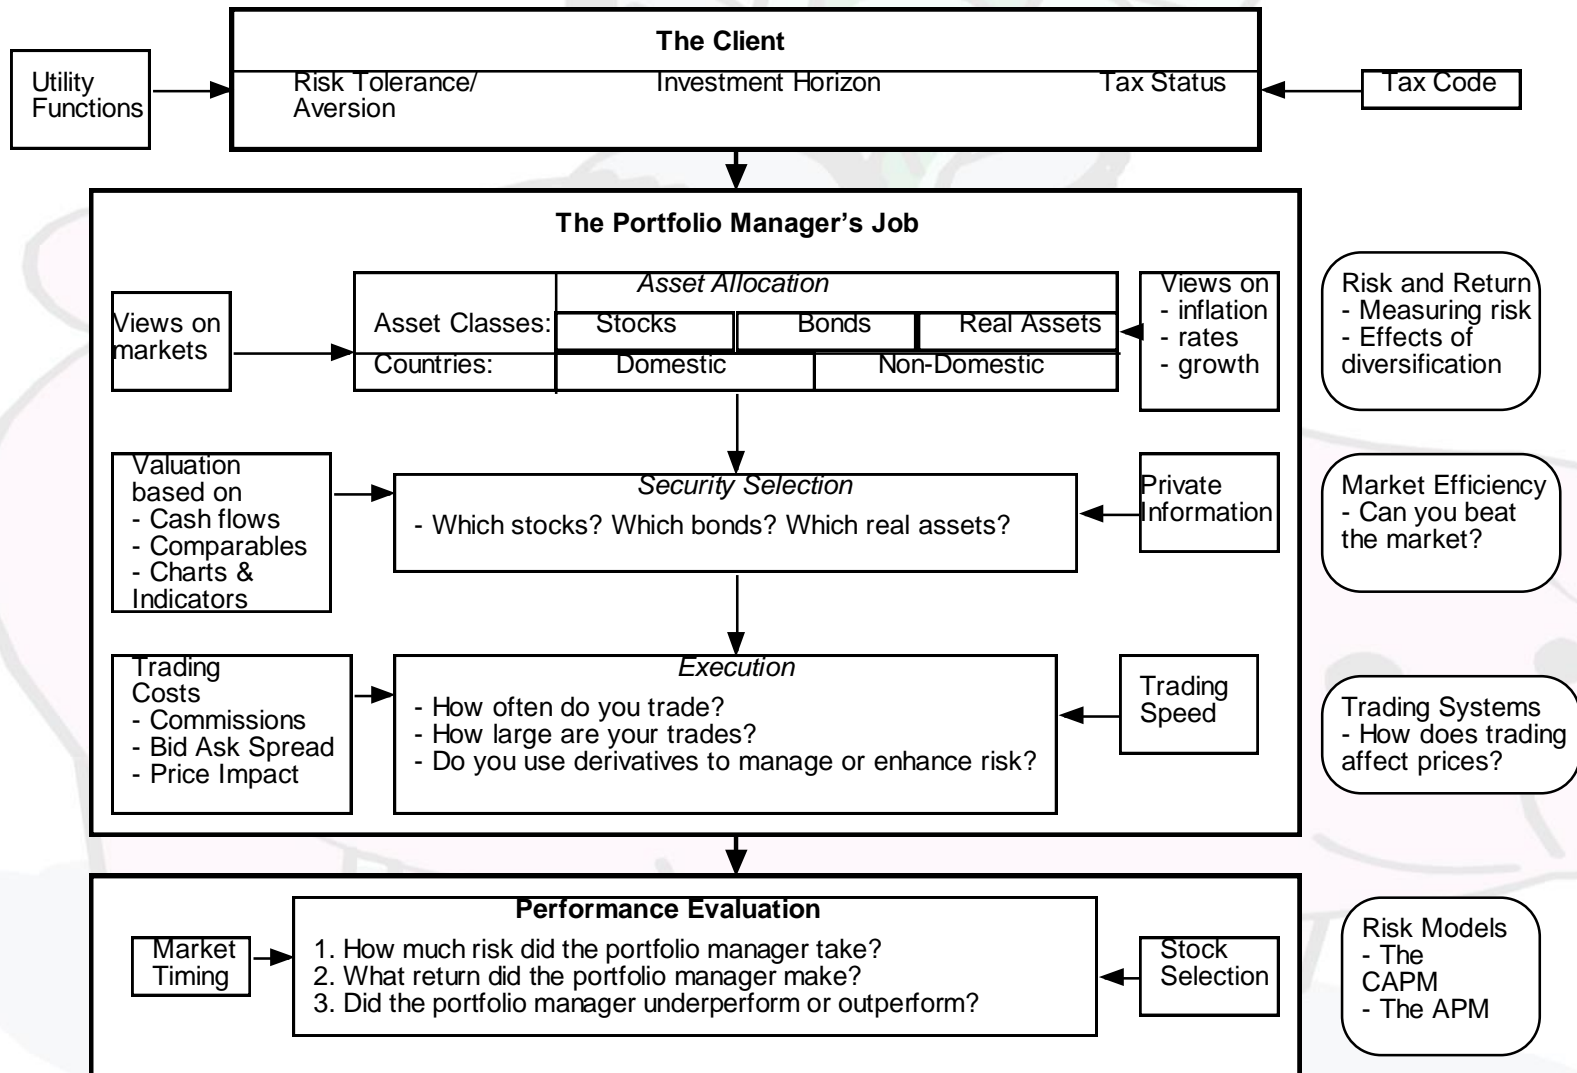 The Client
Utility
Functions
Risk Tolerance/
Aversion
Investment Horizon
Tax Status
Tax Code
The Portfolio Manager’s Job
Views on
markets
Asset Allocation
Asset Classes:
Stocks
Bonds
Real Assets
Countries:
Domestic
Non-Domestic
Views on
- inflation
- rates
- growth
Risk and Return
- Measuring risk
- Effects of
diversification
Valuation
based on
- Cash flows
- Comparables
- Charts &
Indicators
Security Selection
- Which stocks? Which bonds? Which real assets?
Private
Information
Market Efficiency
- Can you beat
the market?
Trading
Costs
- Commissions
- Bid Ask Spread
- Price Impact
Execution
- How often do you trade?
- How large are your trades?
- Do you use derivatives to manage or enhance risk?
Trading
Speed
Trading Systems
- How does trading
affect prices?
Performance Evaluation
Market
Timing
1. How much risk did the portfolio manager take?
2. What return did the portfolio manager make?
3. Did the portfolio manager underperform or outperform?
Stock
Selection
Risk Models
- The
CAPM
- The APM